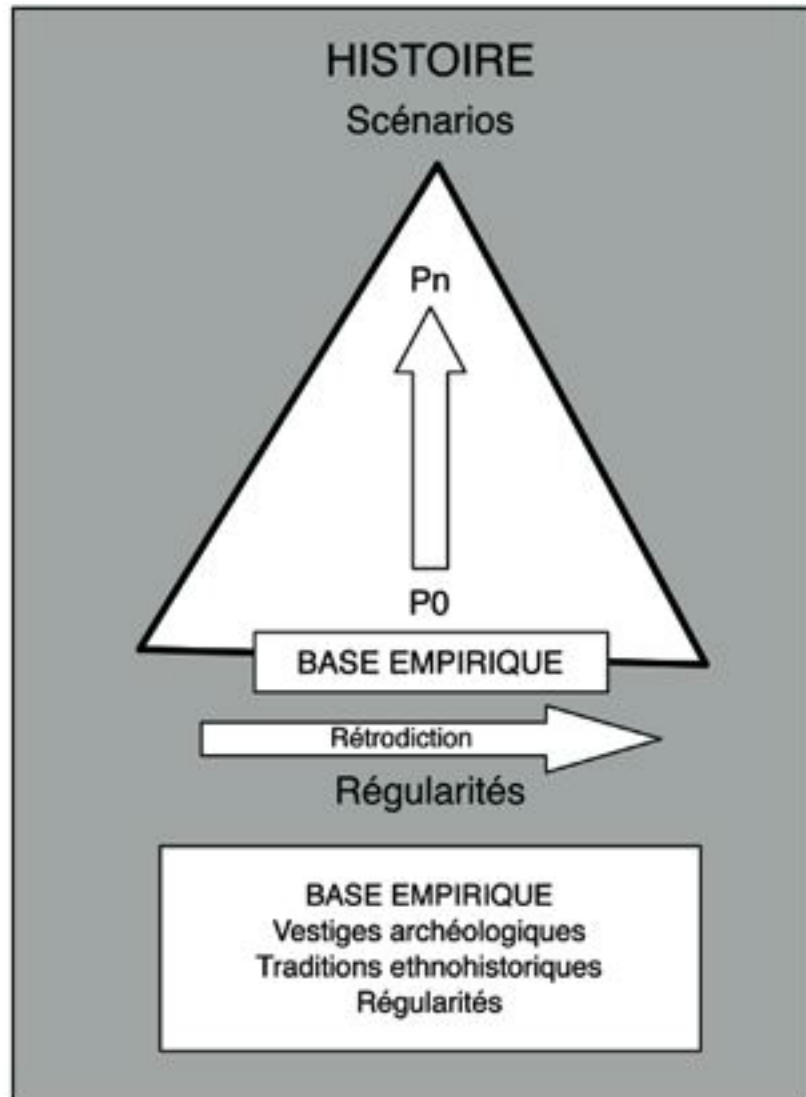 HISTOIRE
Scénarios
Pn
P0
BASE EMPIRIQUE
Rétrodiction
Régularités
BASE EMPIRIQUE
Vestiges archéologiques
Traditions ethnohistoriques
Régularités